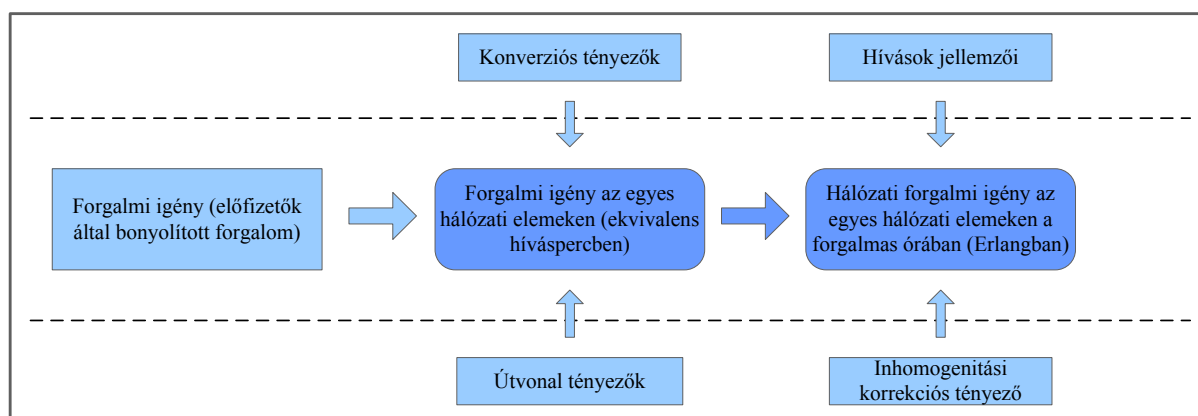 Konverziós tényezők
Hívások jellemzői
Forgalmi igény (előfizetők
által bonyolított forgalom)
Forgalmi igény az egyes
hálózati elemeken (ekvivalens
híváspercben)
Hálózati forgalmi igény az
egyes hálózati elemeken a
forgalmas órában (Erlangban)
Útvonal tényezők
Inhomogenitási
korrekciós tényező